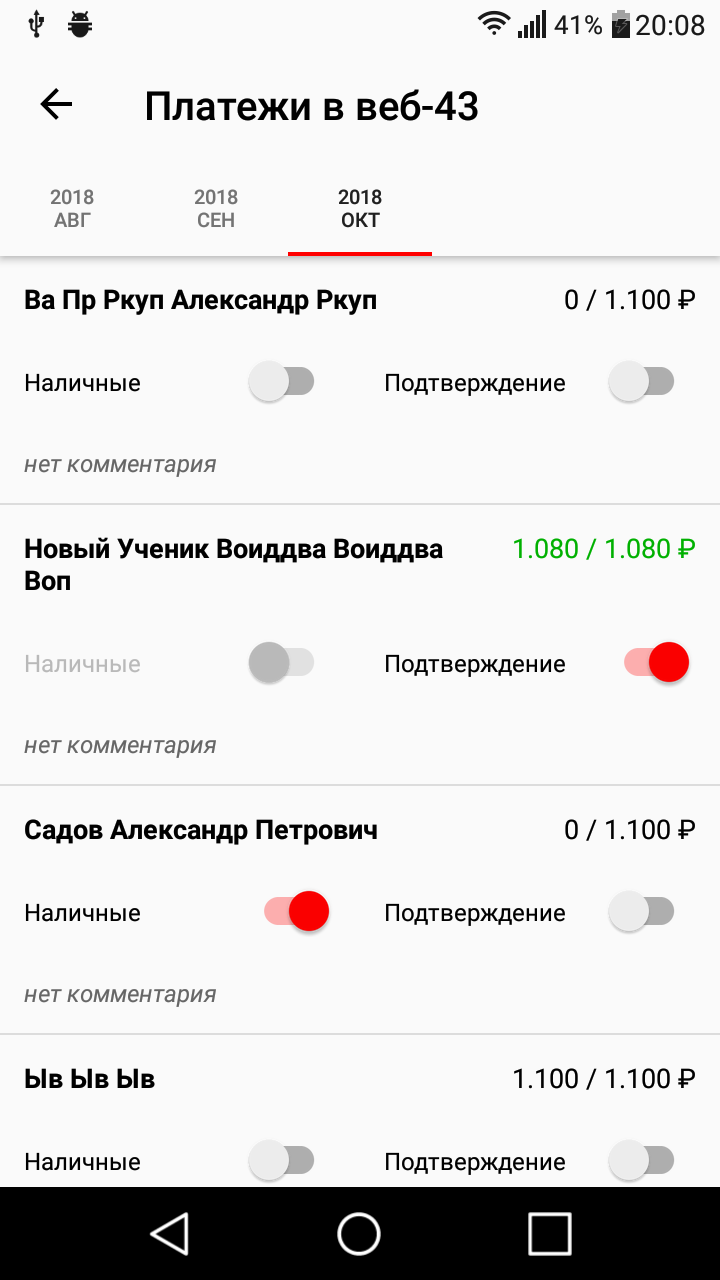 41% 20:08
Платежи в веб-43
2018
АВГ
2018
СЕН
2018
ОКТ
Ва Пр Ркуп Александр Ркуп
0 / 1.100 ₽
Наличные
Подтверждение
нет комментария
Новый Ученик Воиддва Воиддва
Воп
1.080 / 1.080 ₽
Наличные
Подтверждение
нет комментария
Садов Александр Петрович
0 / 1.100 ₽
Наличные
Подтверждение
нет комментария
Ыв Ыв Ыв
1.100 / 1.100 ₽
Наличные
Подтверждение